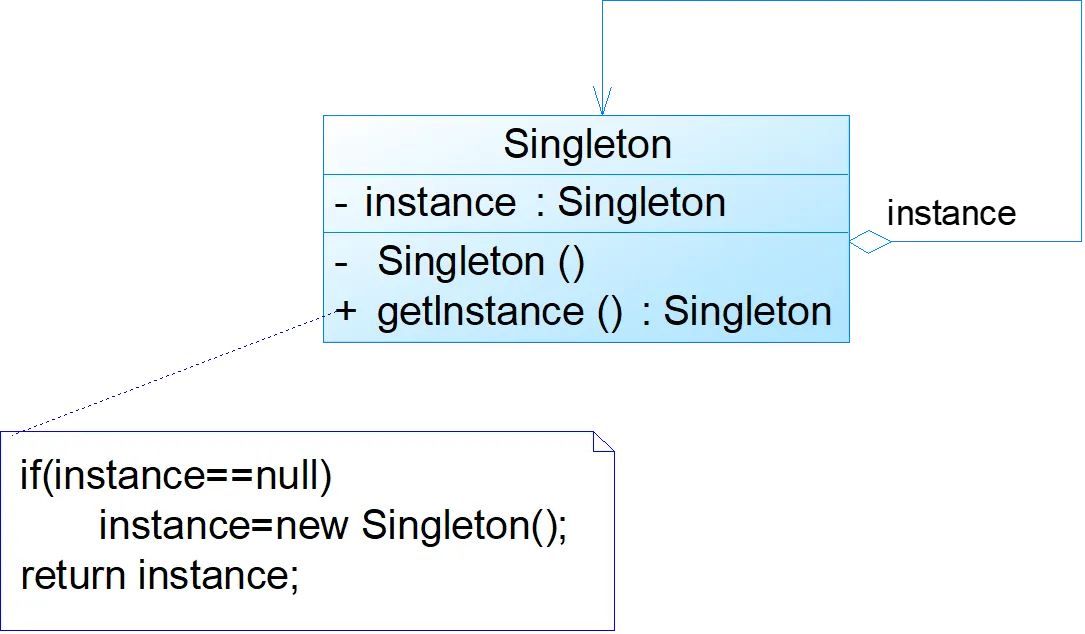 Singleton
- instance : Singleton
instance
- Singleton ()
+ getInstance () : Singleton
if(instance==null)
instance=new Singleton();
return instance;